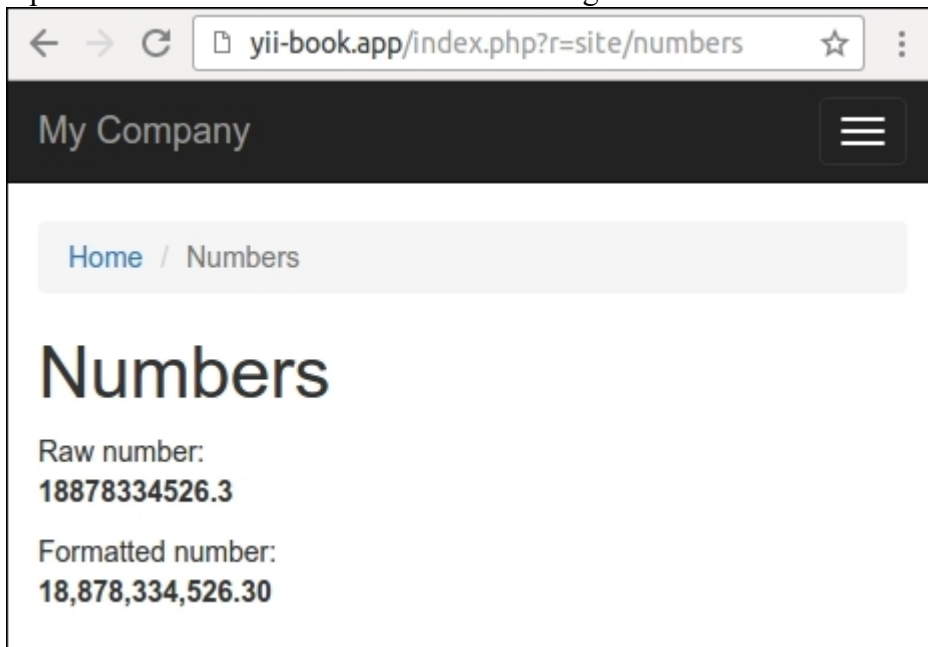 yii-book.app/index.php?r=site/numbers
My Company
Home / Numbers
Numbers
Raw number:
18878334526.3
Formatted number:
18,878,334,526.30